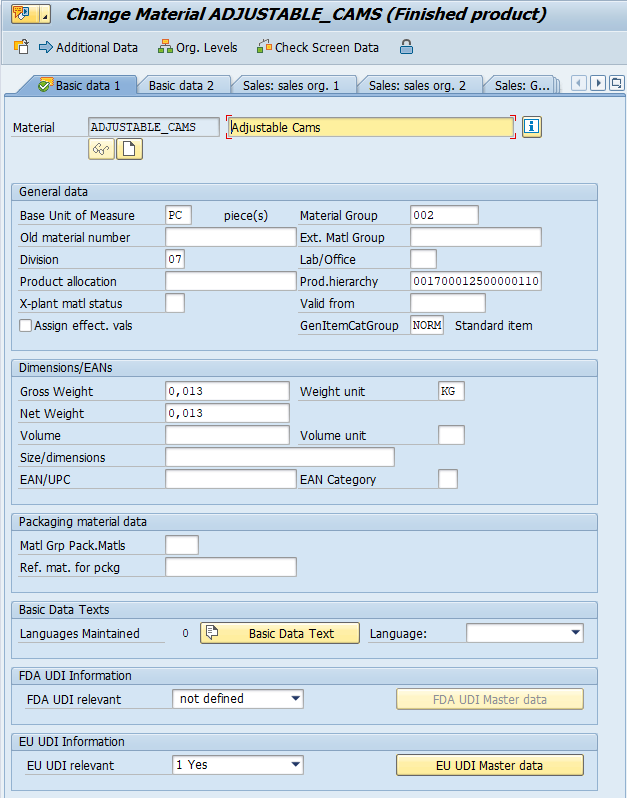 Change Material ADJUSTABLE_CAMS (Finished product)
Additional Data Org. Levels Check Screen Data
Basic data 1 Basic data 2 Sales: sales org. 1 Sales: sales org. 2 Sales: G...
Material ADJUSTABLE_CAMS Adjustable Cams
General data
Base Unit of Measure PC piece(s) Material Group 002
Old material number Ext. Matl Group
Division 07 Lab/Office
Product allocation Prod.hierarchy 001700012500000110
X-plant matl status Valid from
Assign effect. vals GenItemCatGroup NORM Standard item
Dimensions/EANs
Gross Weight 0,013 Weight unit KG
Net Weight 0,013
Volume Volume unit
Size/dimensions
EAN/UPC EAN Category
Packaging material data
Matl Grp Pack.Matls
Ref. mat. for pckg
Basic Data Texts
Languages Maintained 0 Basic Data Text Language:
FDA UDI Information
FDA UDI relevant not defined FDA UDI Master data
EU UDI Information
EU UDI relevant 1 Yes EU UDI Master data